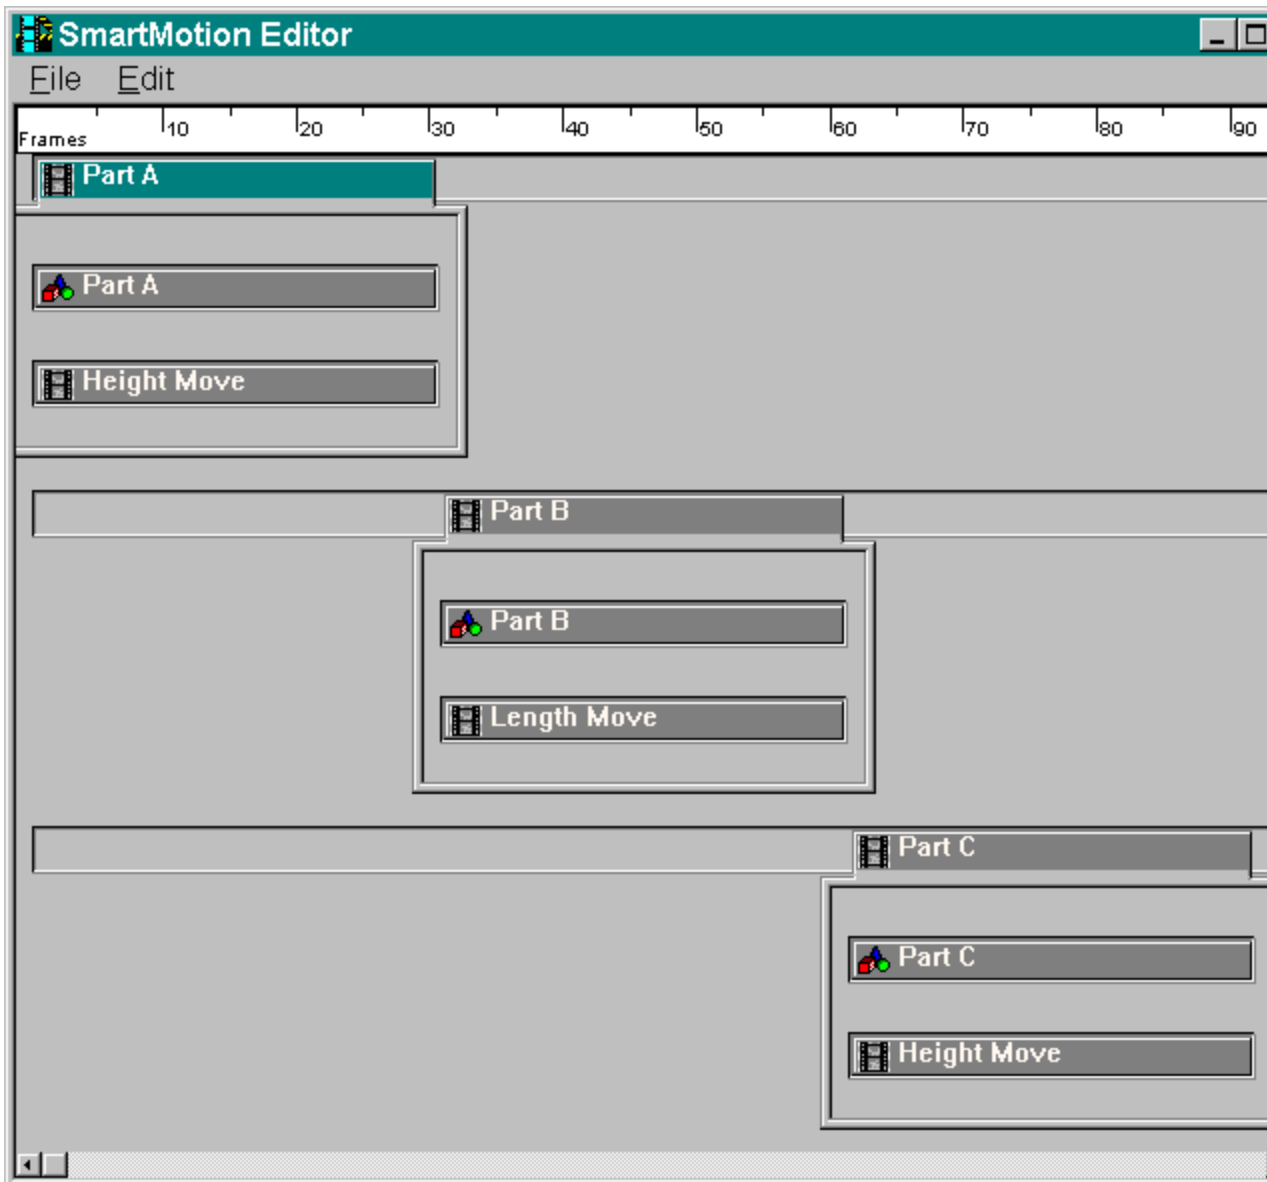 SmartMotion Editor
File Edit
Frames 10 20 30 40 50 60 70 80 90
Part A
Part A
Height Move
Part B
Part B
Length Move
Part C
Part C
Height Move